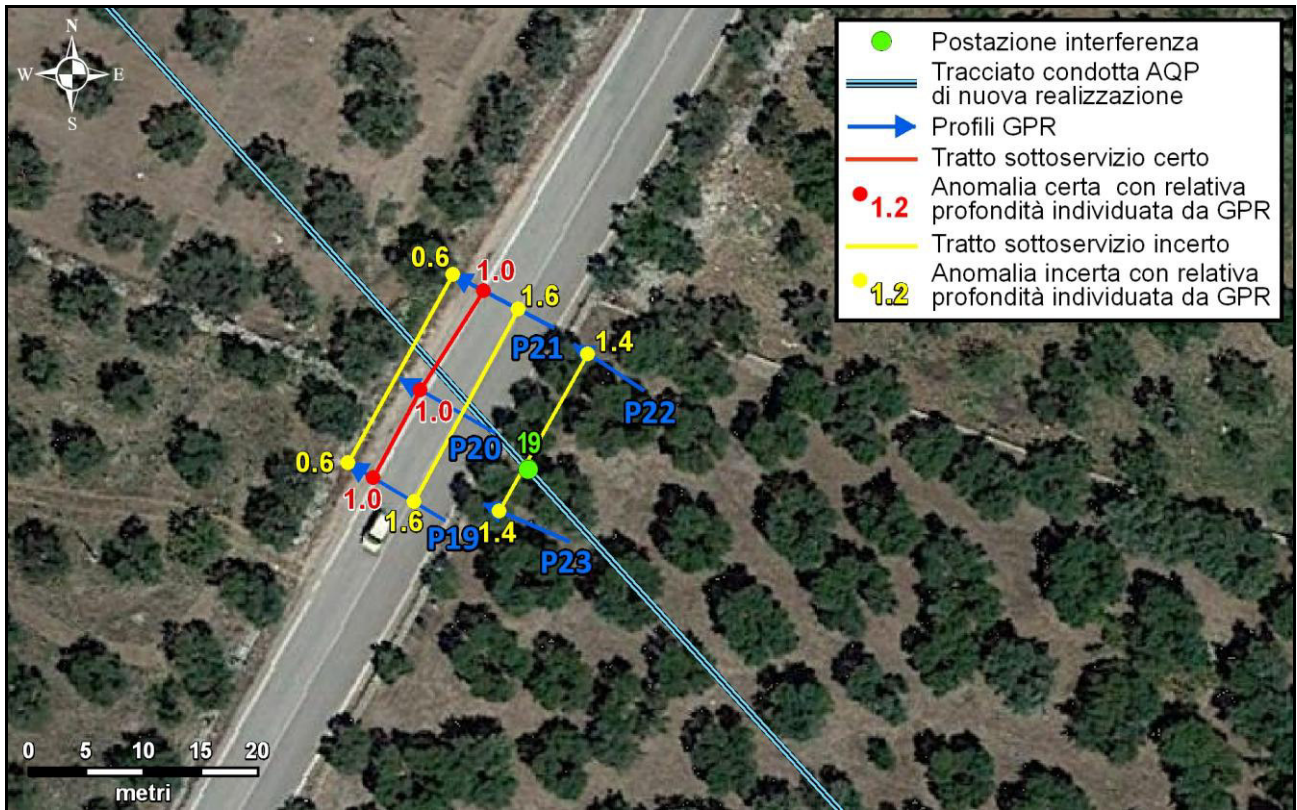 N
W E
S
Postazione interferenza
Tracciato condotta AQP
di nuova realizzazione
Profili GPR
Tratto sottoservizio certo
1.2
Anomalia certa con relativa
profondità individuata da GPR
Tratto sottoservizio incerto
1.2
Anomalia incerta con relativa
profondità individuata da GPR
0.6
1.0
1.6
P21
1.4
P22
1.0
P20
19
0.6
1.0
1.6
P19
1.4
P23
0 5 10 15 20
metri